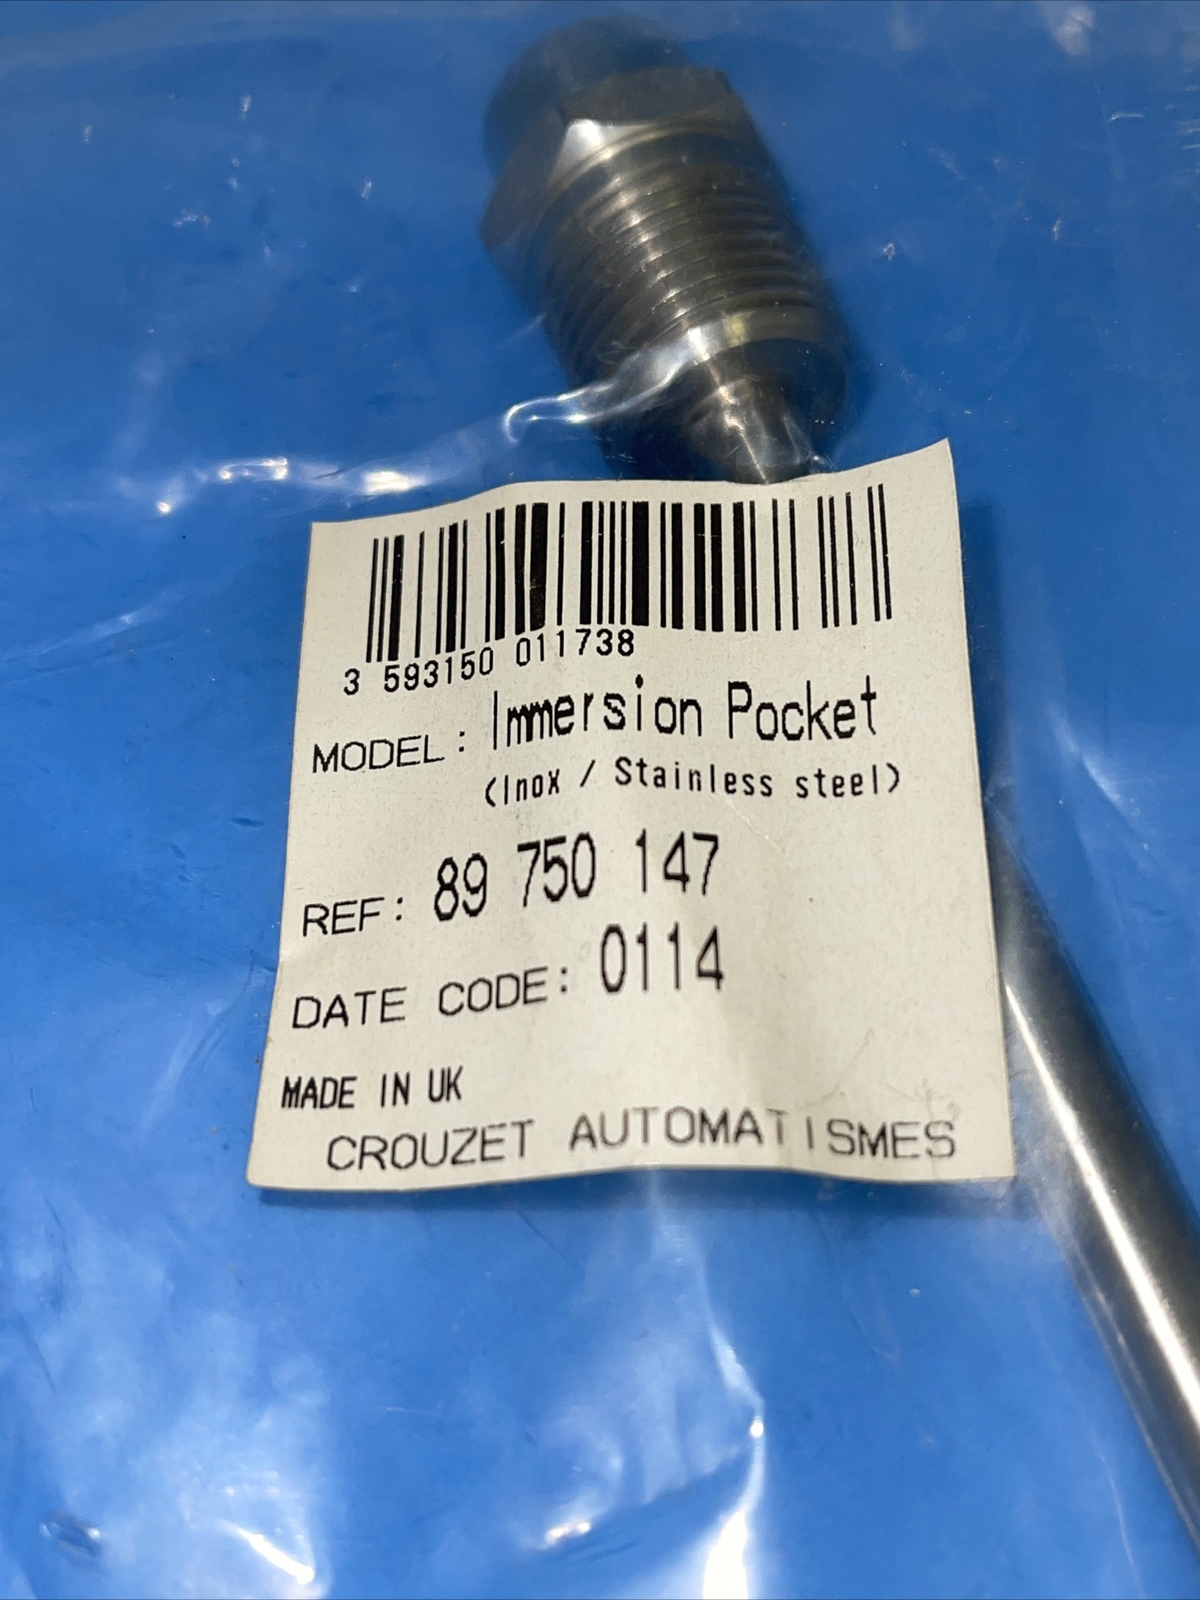 3 593150 011738
MODEL: Immersion Pocket
(Inox / Stainless steel)
REF: 89 750 147
DATE CODE: 0114
MADE IN UK
CROUZET AUTOMATISMES